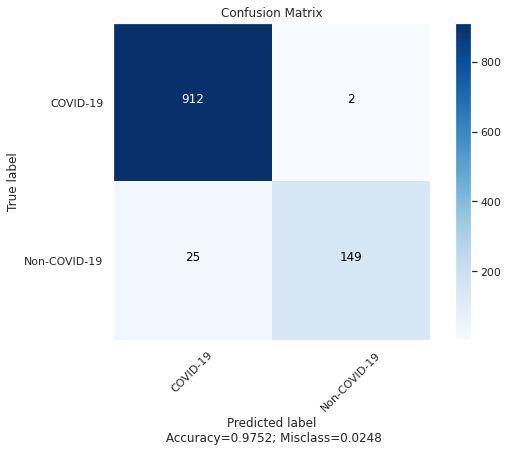 Confusion Matrix
COVID-19
912
2
800
600
True label
400
Non-COVID-19
25
149
200
COVID-19
Non-COVID-19
Predicted label
Accuracy=0.9752; Misclass=0.0248